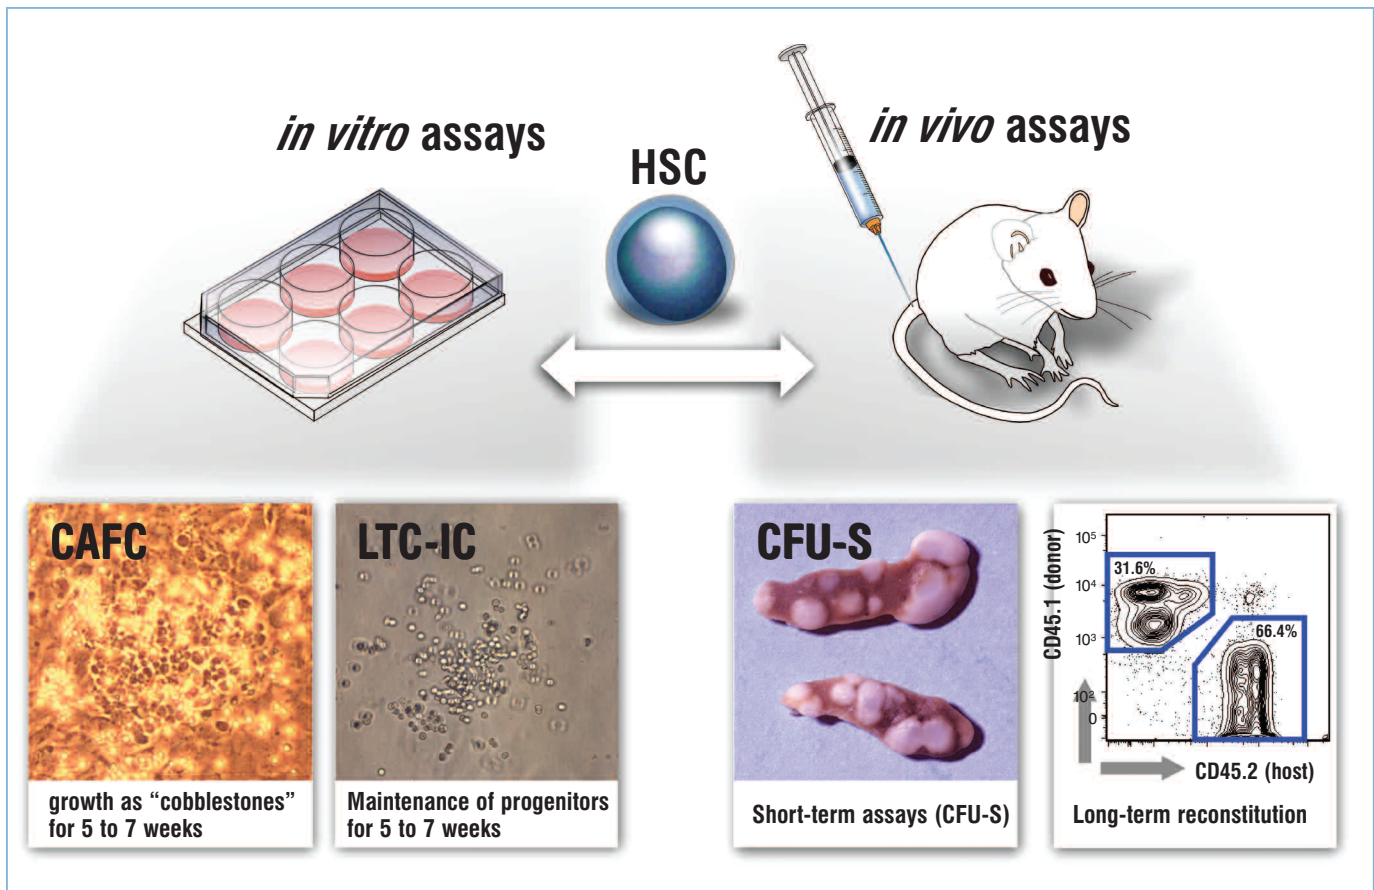 in vitro assays
HSC
in vivo assays
CAFC
growth as “cobblestones”
for 5 to 7 weeks
LTC-IC
Maintenance of progenitors
for 5 to 7 weeks
CFU-S
Short-term assays (CFU-S)
CD45.1 (donor)
10⁵
10⁴
10³
10²
0
31.6%
66.4%
CD45.2 (host)
Long-term reconstitution